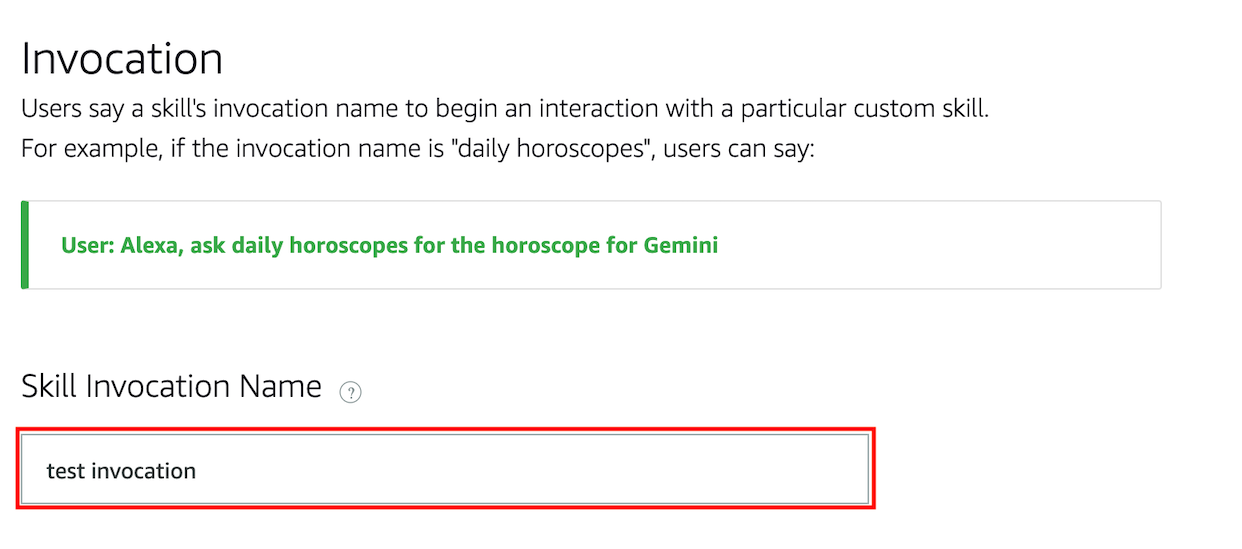 Invocation
Users say a skill's invocation name to begin an interaction with a particular custom skill.
For example, if the invocation name is "daily horoscopes", users can say:
User: Alexa, ask daily horoscopes for the horoscope for Gemini
Skill Invocation Name ?
test invocation